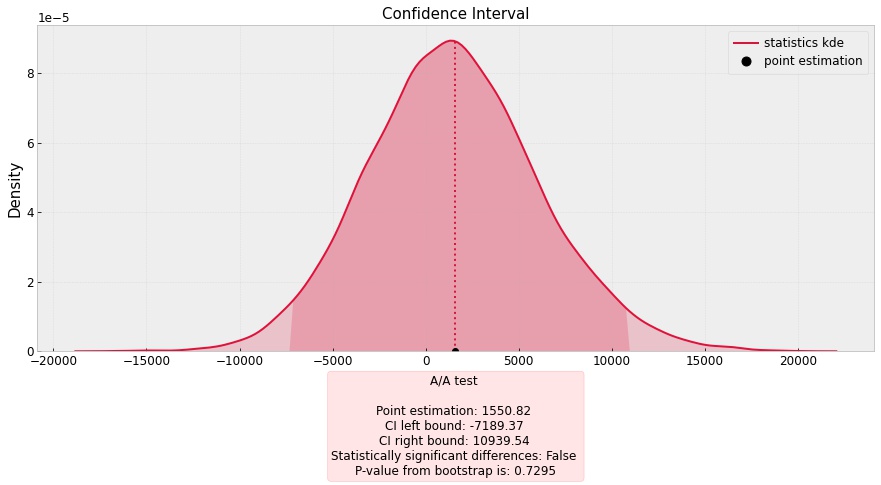 Confidence Interval
1e−5
statistics kde
point estimation
Density
8
6
4
2
0
−20000 −15000 −10000 −5000 0 5000 10000 15000 20000
A/A test
Point estimation: 1550.82
CI left bound: -7189.37
CI right bound: 10939.54
Statistically significant differences: False
P-value from bootstrap is: 0.7295